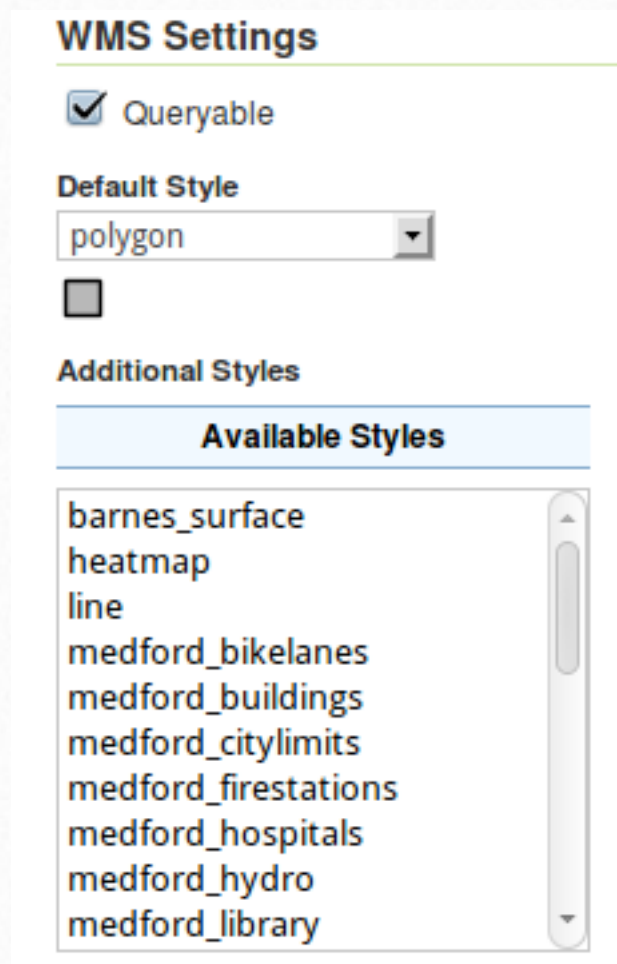 WMS Settings
Queryable
Default Style
polygon
Additional Styles
Available Styles
barnes_surface
heatmap
line
medford_bikelanes
medford_buildings
medford_citylimits
medford_firestations
medford_hospitals
medford_hydro
medford_library